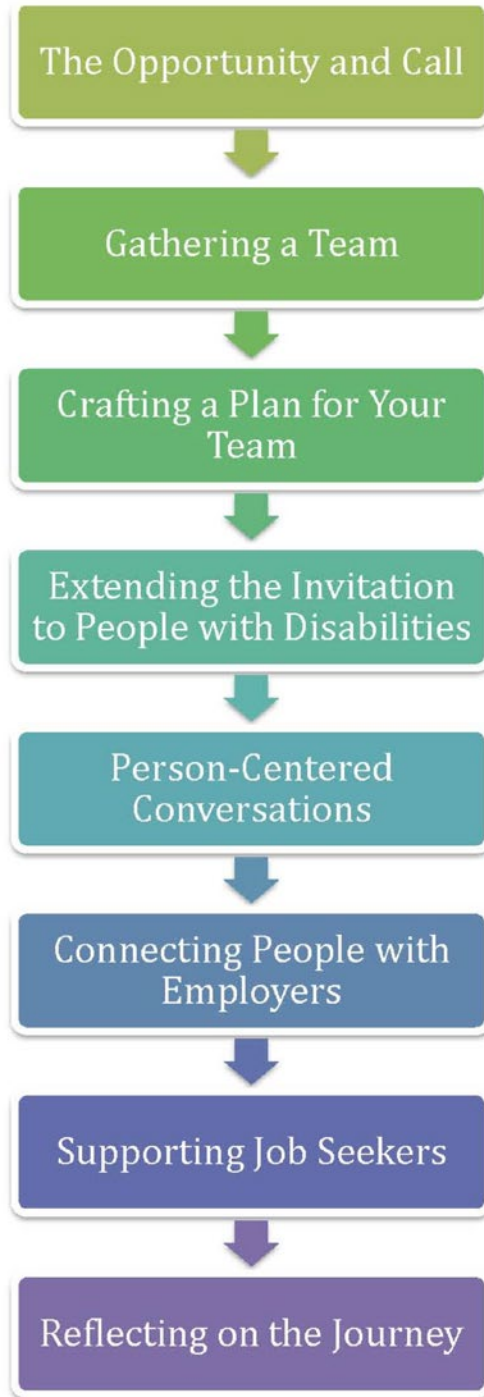 The Opportunity and Call
Gathering a Team
Crafting a Plan for Your
Team
Extending the Invitation
to People with Disabilities
Person-Centered
Conversations
Connecting People with
Employers
Supporting Job Seekers
Reflecting on the Journey